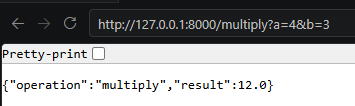 http://127.0.0.1:8000/multiply?a=4&b=3
Pretty-print
{"operation":"multiply","result":12.0}